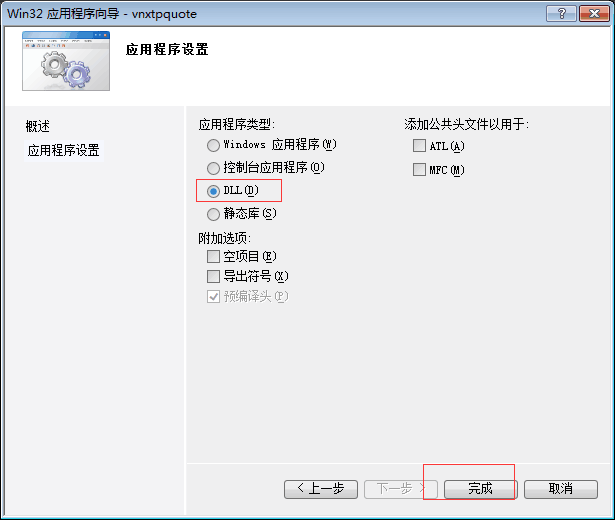 Win32 应用程序向导 - vnxtpquote
应用程序设置
概述
应用程序设置
应用程序类型:
Windows 应用程序(W)
控制台应用程序(O)
DLL(D)
静态库(S)
附加选项:
空项目(E)
导出符号(X)
预编译头(P)
添加公共头文件以用于:
ATL(A)
MFC(M)
< 上一步
下一步 >
完成
取消